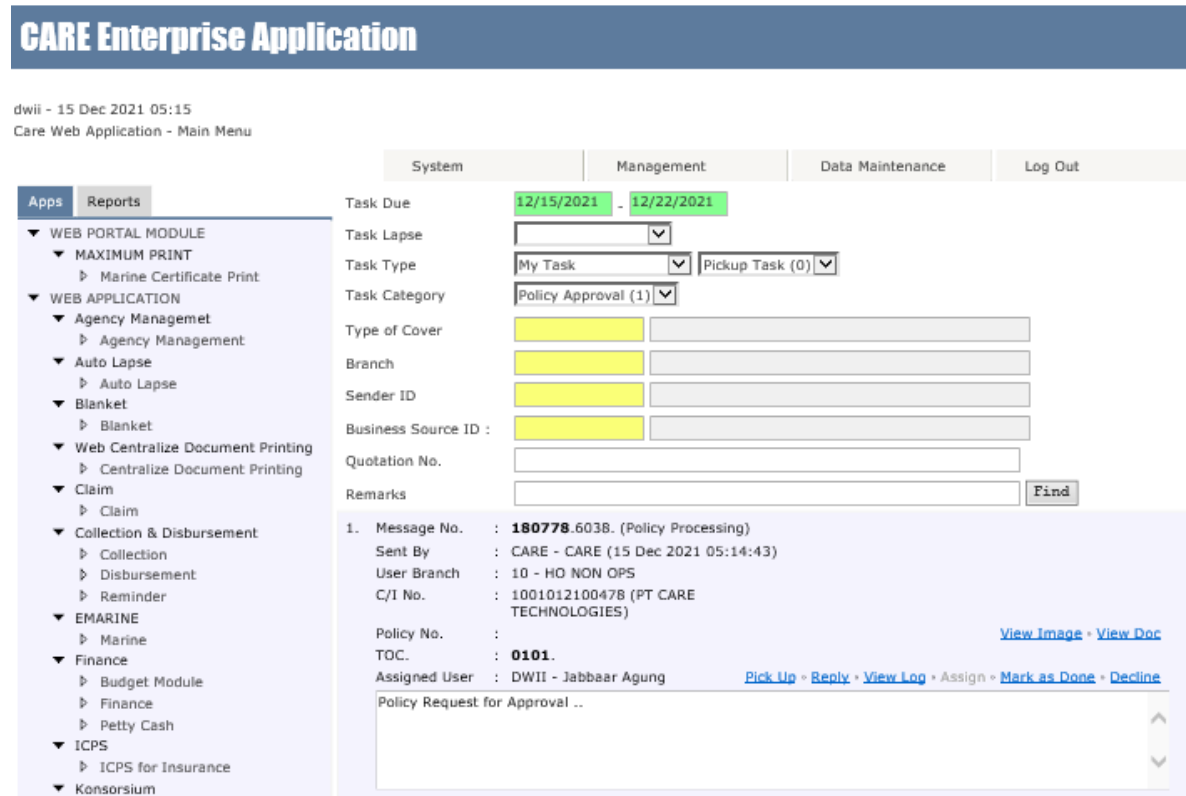 CARE Enterprise Application
dwii - 15 Dec 2021 05:15
Care Web Application - Main Menu
System Management Data Maintenance Log Out
Apps Reports
WEB PORTAL MODULE
MAXIMUM PRINT
Marine Certificate Print
WEB APPLICATION
Agency Managemet
Agency Management
Auto Lapse
Auto Lapse
Blanket
Blanket
Web Centralize Document Printing
Centralize Document Printing
Claim
Claim
Collection & Disbursement
Collection
Disbursement
Reminder
EMARINE
Marine
Finance
Budget Module
Finance
Petty Cash
ICPS
ICPS for Insurance
Konsorsium
Task Due 12/15/2021 - 12/22/2021
Task Lapse
Task Type My Task Pickup Task (0)
Task Category Policy Approval (1)
Type of Cover
Branch
Sender ID
Business Source ID :
Quotation No.
Remarks Find
1. Message No. : 180778.6038. (Policy Processing)
Sent By : CARE - CARE (15 Dec 2021 05:14:43)
User Branch : 10 - HO NON OPS
C/I No. : 1001012100478 (PT CARE
TECHNOLOGIES)
Policy No. : View Image • View Doc
TOC. : 0101.
Assigned User : DWII - Jabbaar Agung Pick Up • Reply • View Log • Assign • Mark as Done • Decline
Policy Request for Approval ..